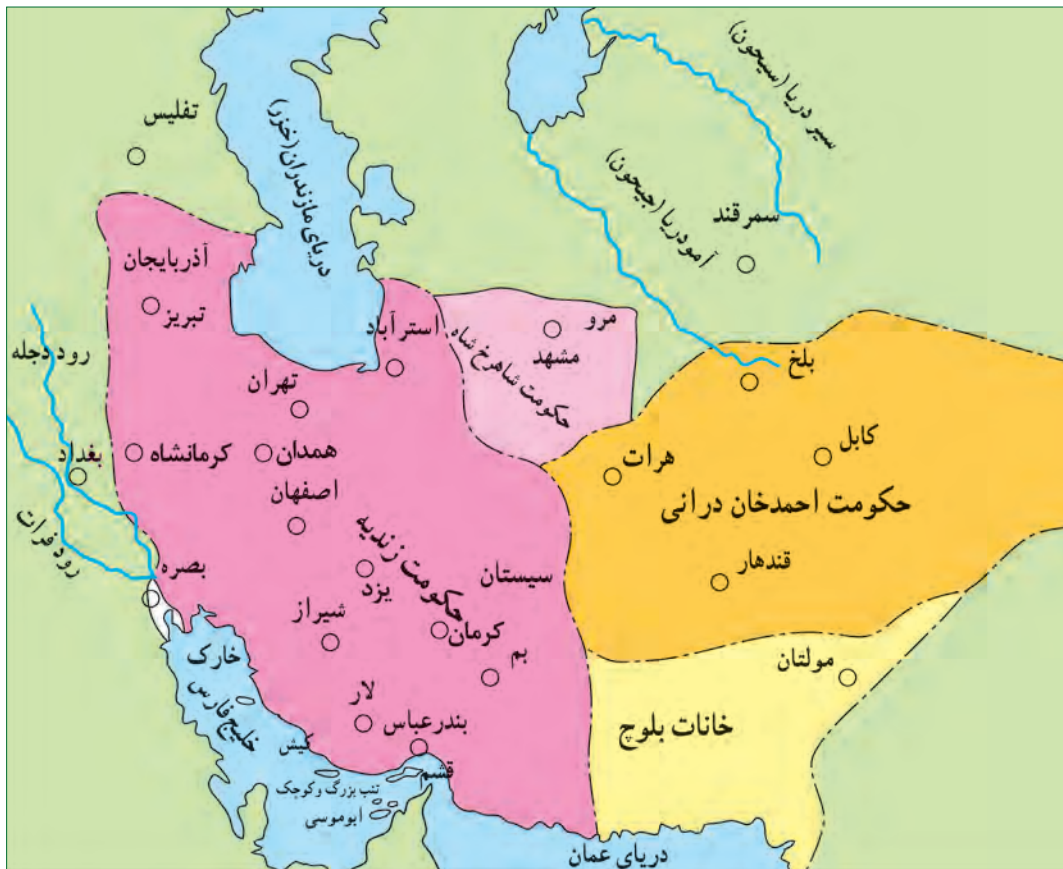 تفلیس
دریای مازندران (خزر)
سیر دریا (سیحون)
آمودریا (جیحون)
سمرقند
آذربایجان
تبریز
استرآباد
مرو
مشهد
حکومت شاهرخ شاه
رود دجله
تهران
بلخ
کابل
بغداد
کرمانشاه
همدان
هرات
اصفهان
حکومت احمدخان درانی
رود فرات
حکومت زندیه
سیستان
قندهار
بصره
یزد
شیراز
کرمان
بم
مولتان
خارک
خلیج فارس
لار
بندرعباس
خانات بلوچ
کیش
قشم
تنب بزرگ و کوچک
ابوموسی
دریای عمان